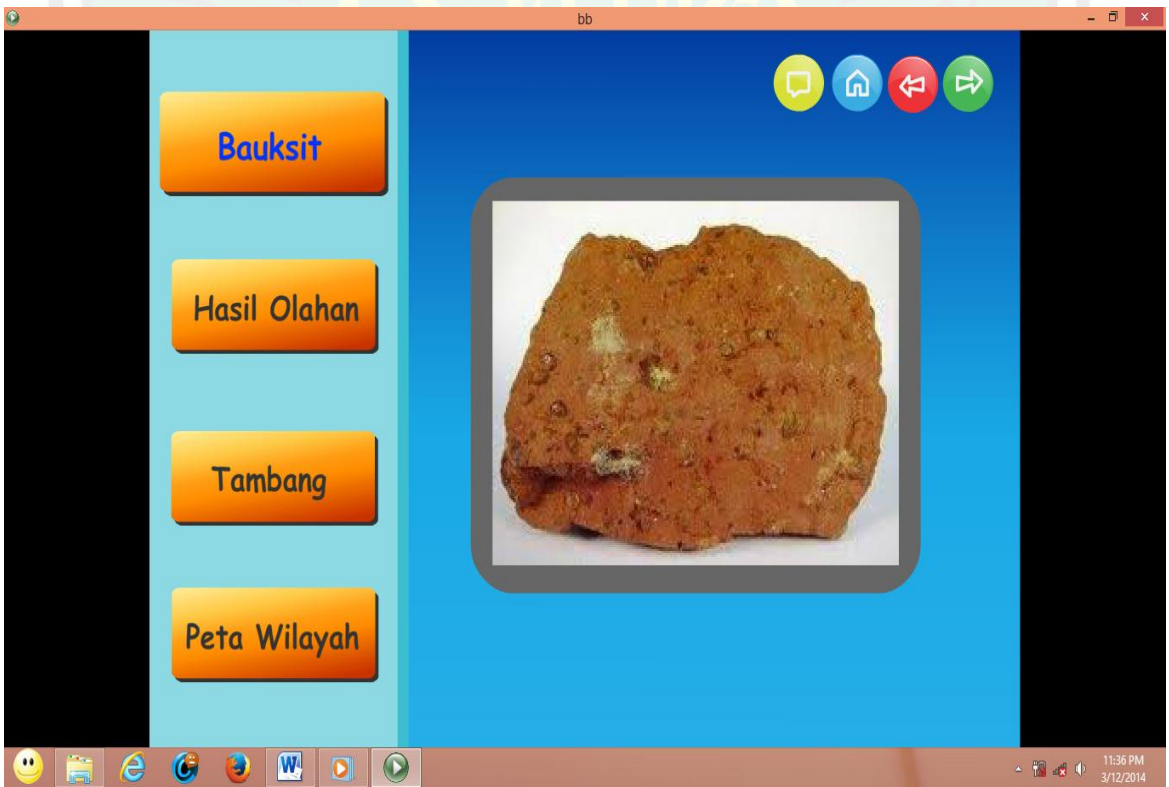 bb
Bauksit
Hasil Olahan
Tambang
Peta Wilayah
11:36 PM
3/12/2014